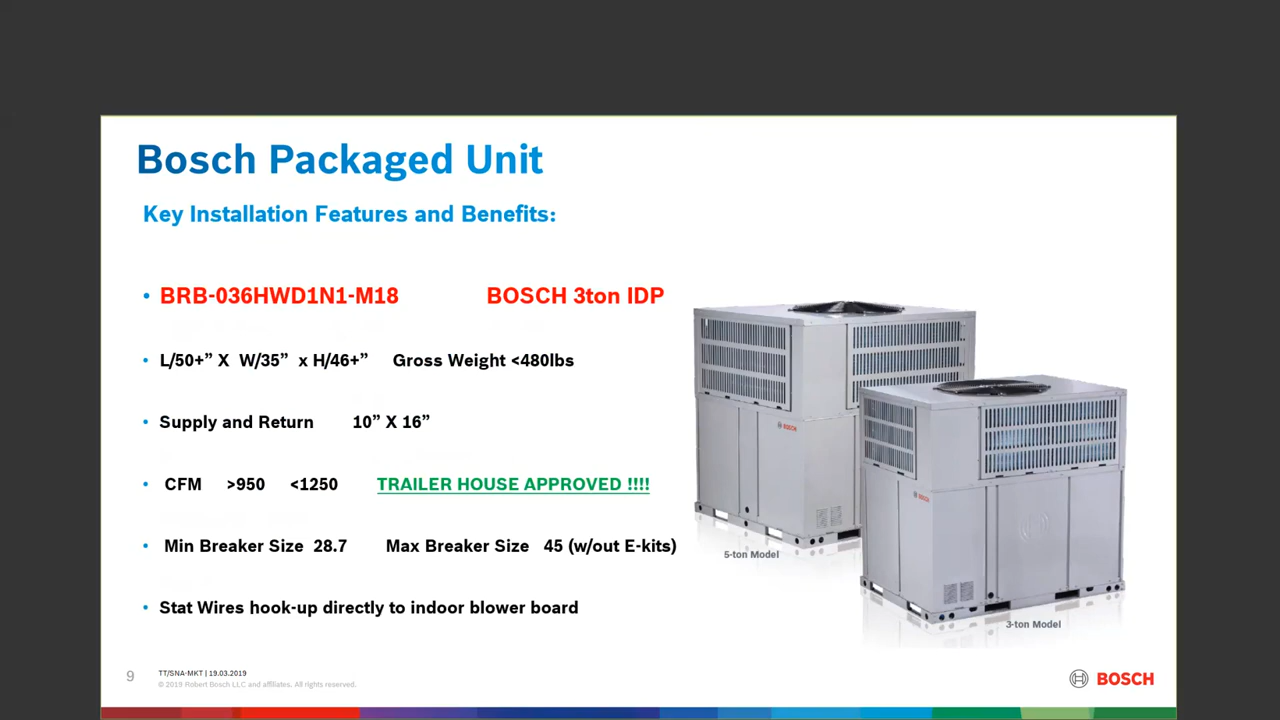 Bosch Packaged Unit
Key Installation Features and Benefits:
• BRB-036HWD1N1-M18 BOSCH 3ton IDP
• L/50+” X W/35” x H/46+” Gross Weight <480lbs
• Supply and Return 10” X 16”
• CFM >950 <1250 TRAILER HOUSE APPROVED !!!!
• Min Breaker Size 28.7 Max Breaker Size 45 (w/out E-kits)
• Stat Wires hook-up directly to indoor blower board
BOSCH
BOSCH
5-ton Model
3-ton Model
9 TT/SNA-MKT | 19.03.2019
© 2019 Robert Bosch LLC and affiliates. All rights reserved.
BOSCH